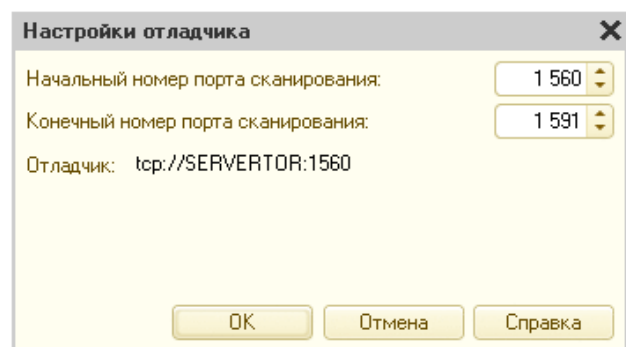 Настройки отладчика
Начальный номер порта сканирования: 1 560
Конечный номер порта сканирования: 1 591
Отладчик: tcp://SERVERTOR:1560
OK Отмена Справка